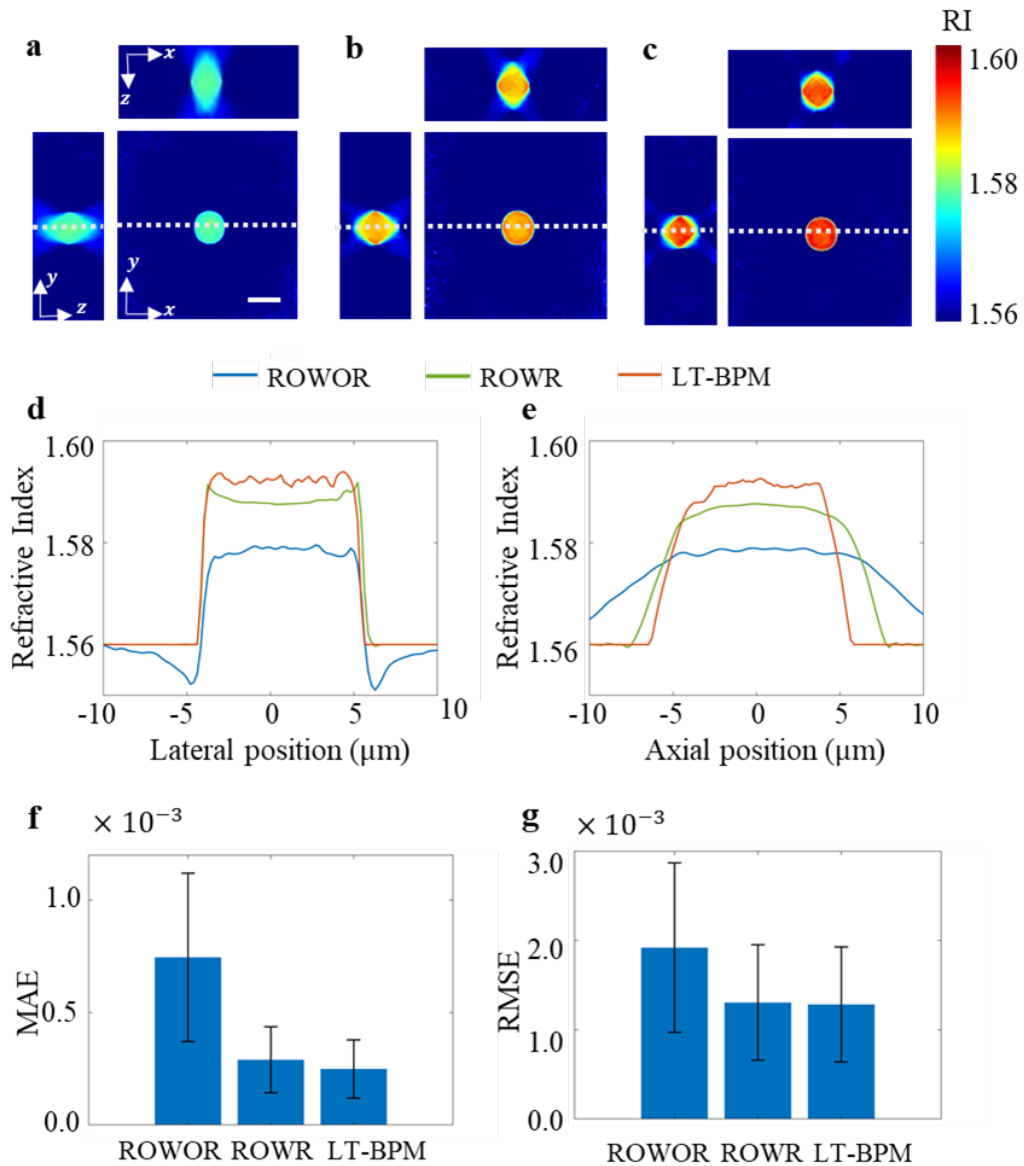 a
b
c
RI
x
z
1.60
1.58
1.56
y
z
y
x
ROWOR
ROWR
LT-BPM
d
1.60
1.58
1.56
Refractive Index
-10
-5
0
5
10
Lateral position (μm)
e
1.60
1.58
1.56
Refractive Index
-10
-5
0
5
10
Axial position (μm)
f
× 10⁻³
1.0
0.5
0.0
MAE
ROWOR ROWR LT-BPM
g
× 10⁻³
3.0
2.0
1.0
0.0
RMSE
ROWOR ROWR LT-BPM